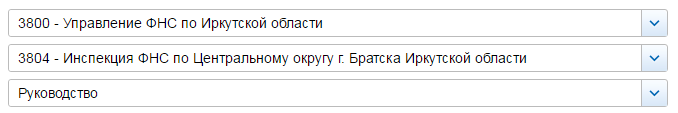 3800 - Управление ФНС по Иркутской области
3804 - Инспекция ФНС по Центральному округу г. Братска Иркутской области
Руководство